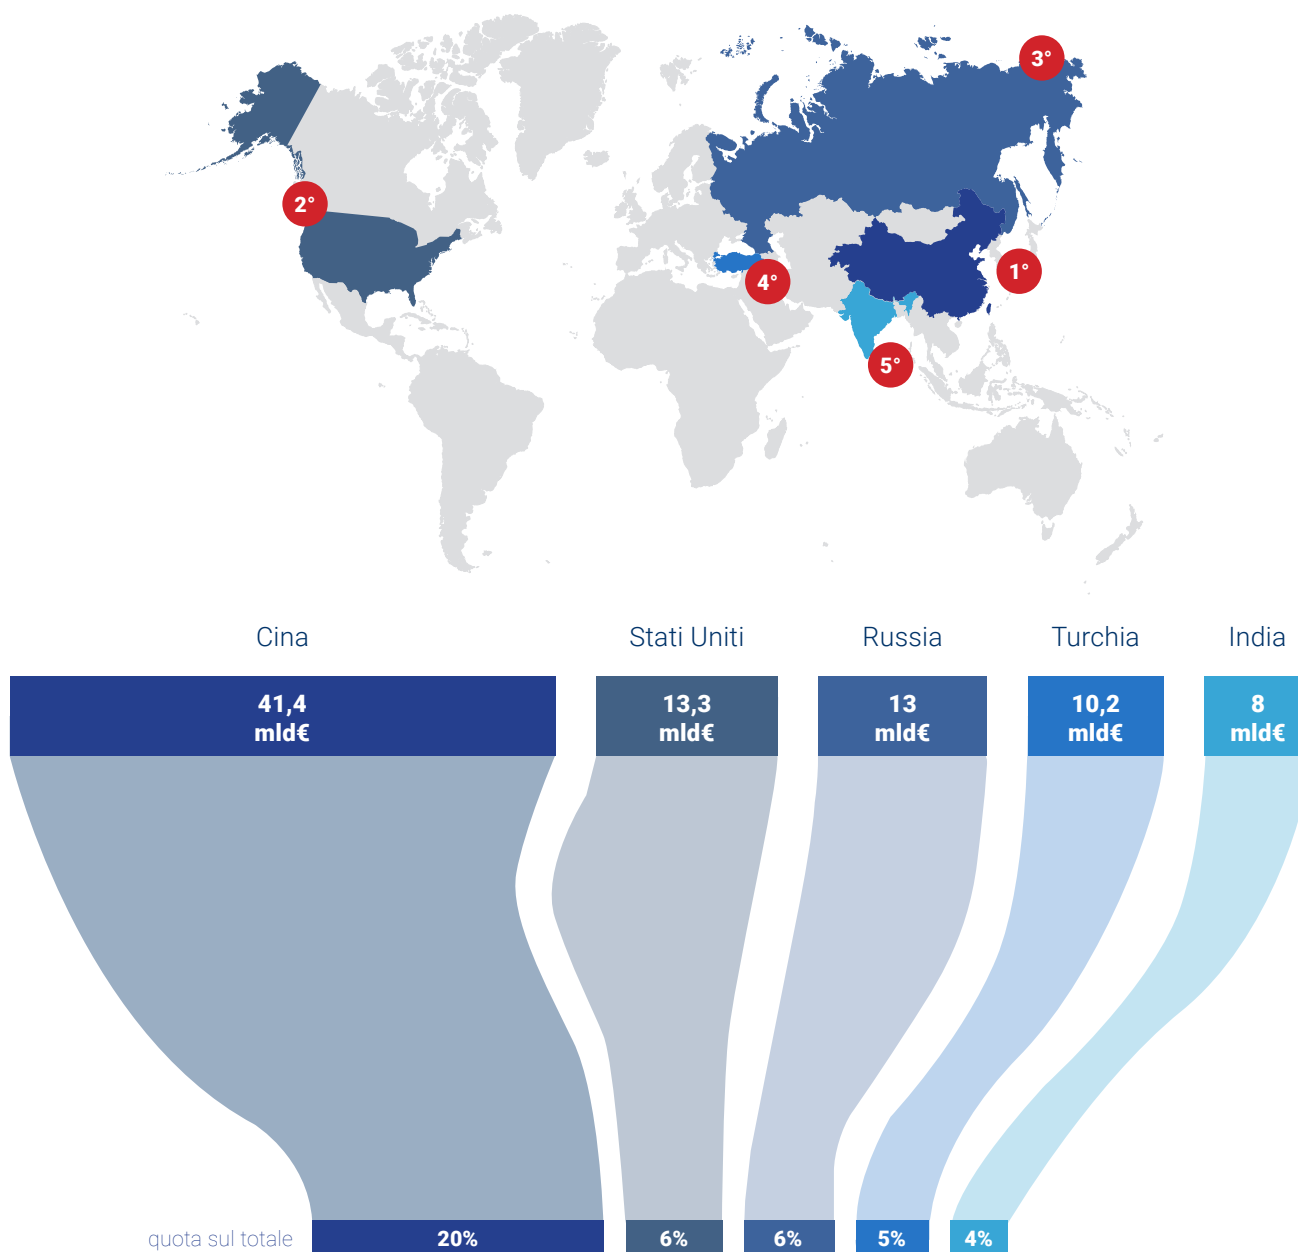 3°
2°
1°
4°
5°
Cina
Stati Uniti
Russia
Turchia
India
41,4
mld€
13,3
mld€
13
mld€
10,2
mld€
8
mld€
quota sul totale
20%
6%
6%
5%
4%